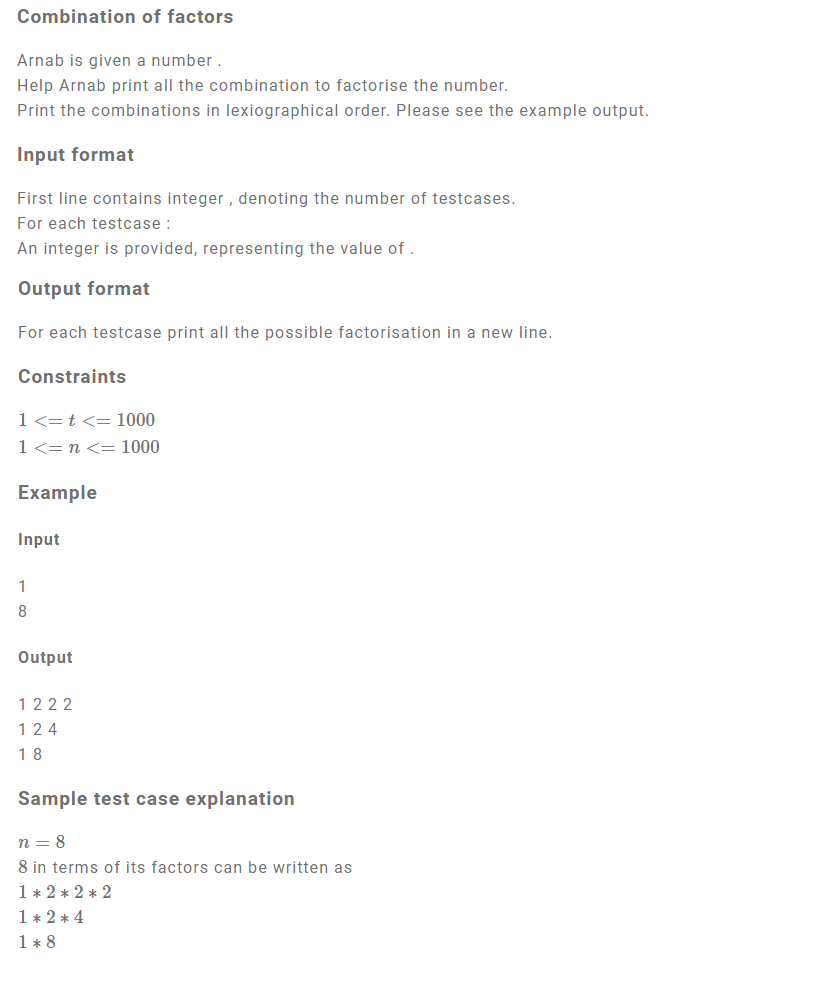 Combination of factors
Arnab is given a number .
Help Arnab print all the combination to factorise the number.
Print the combinations in lexiographical order. Please see the example output.
Input format
First line contains integer , denoting the number of testcases.
For each testcase :
An integer is provided, representing the value of .
Output format
For each testcase print all the possible factorisation in a new line.
Constraints
1 <= t <= 1000
1 <= n <= 1000
Example
Input
1
8
Output
1 2 2 2
1 2 4
1 8
Sample test case explanation
n = 8
8 in terms of its factors can be written as
1 * 2 * 2 * 2
1 * 2 * 4
1 * 8